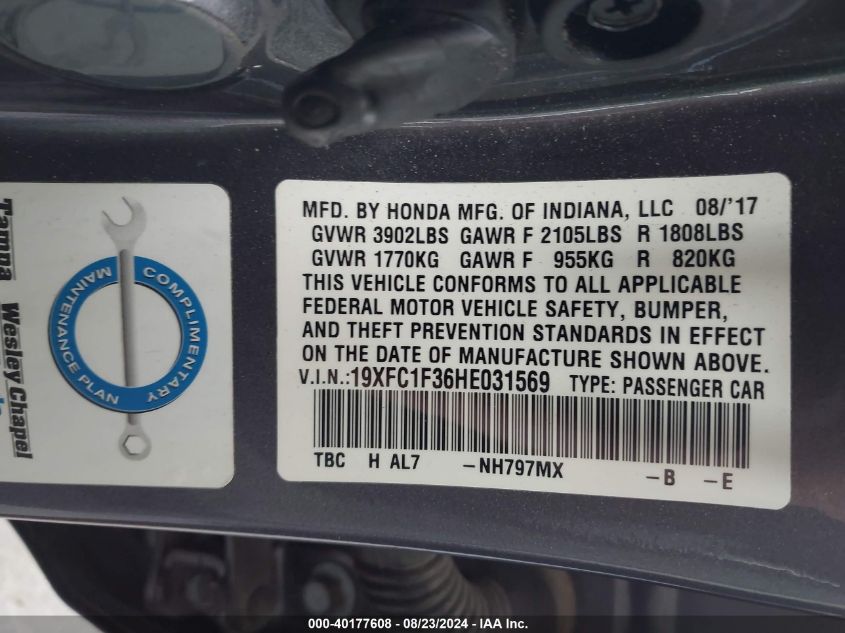 MFD. BY HONDA MFG. OF INDIANA, LLC 08/'17
GVWR 3902LBS GAWR F 2105LBS R 1808LBS
GVWR 1770KG GAWR F 955KG R 820KG
THIS VEHICLE CONFORMS TO ALL APPLICABLE
FEDERAL MOTOR VEHICLE SAFETY, BUMPER,
AND THEFT PREVENTION STANDARDS IN EFFECT
ON THE DATE OF MANUFACTURE SHOWN ABOVE.
V.I.N.:19XFC1F36HE031569 TYPE: PASSENGER CAR
TBC H AL7 -NH797MX -B -E
COMPLIMENTARY
MAINTENANCE PLAN
Tampa Wesley Chapel
000-40177608 - 08/23/2024 - IAA Inc.